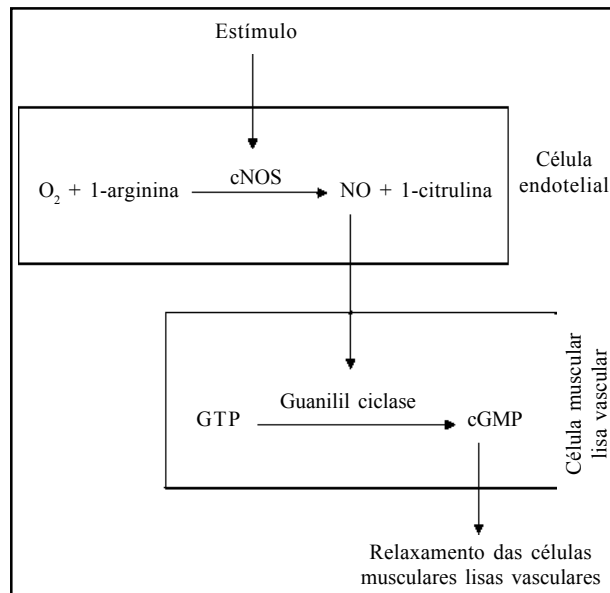 Estímulo
Célula
endotelial
O₂ + 1-arginina
cNOS
NO + 1-citrulina
Célula muscular
lisa vascular
GTP
Guanilil ciclase
cGMP
Relaxamento das células
musculares lisas vasculares